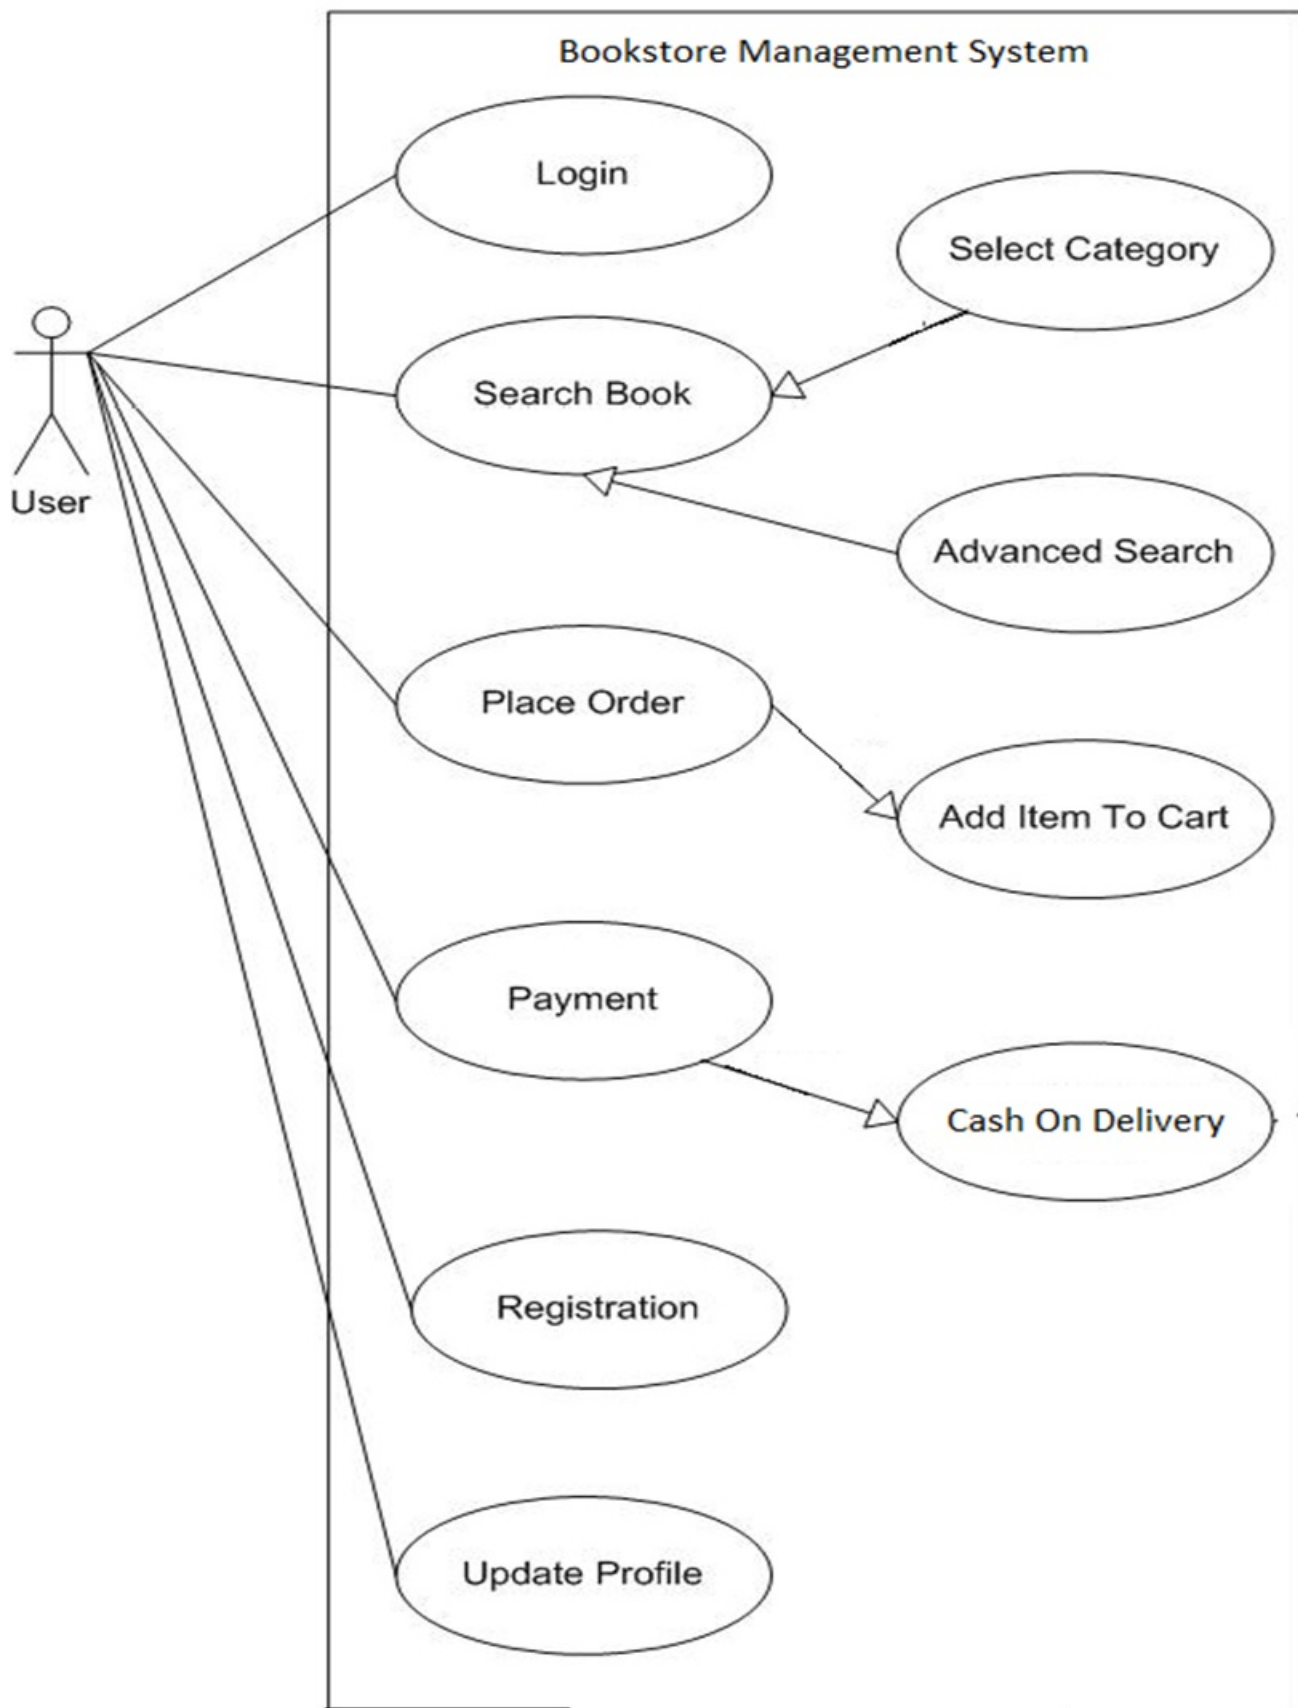 Bookstore Management System
Login
Select Category
Search Book
User
Advanced Search
Place Order
Add Item To Cart
Payment
Cash On Delivery
Registration
Update Profile